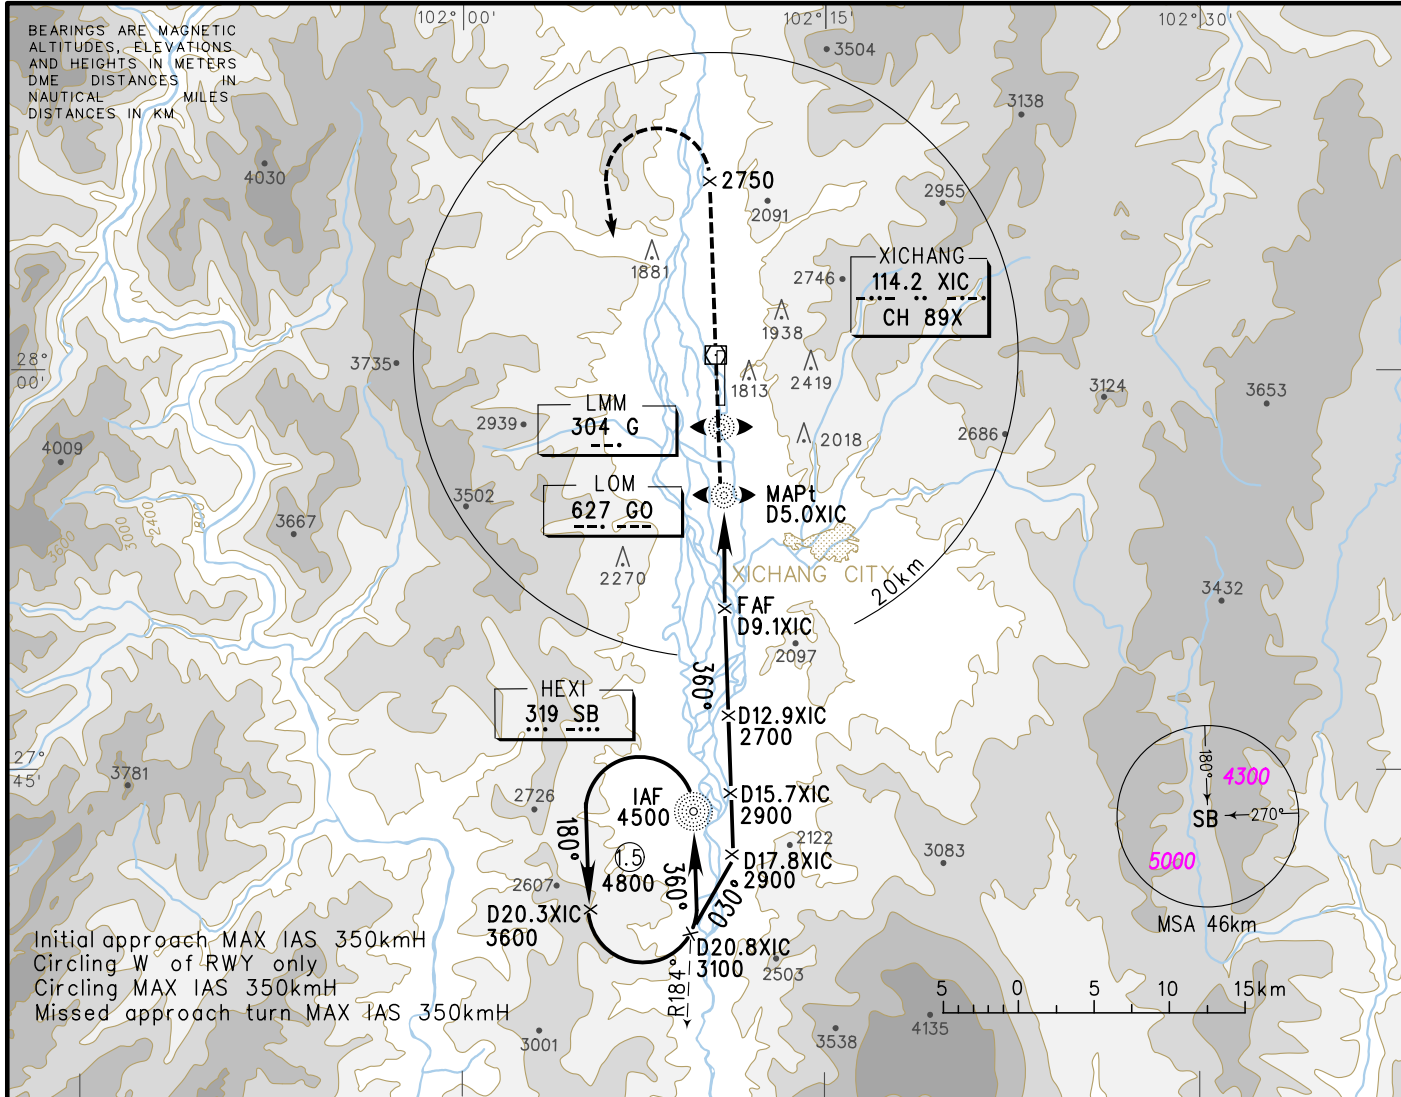 102° 00'
102° 15'
102° 30'
BEARINGS ARE MAGNETIC
ALTITUDES, ELEVATIONS
AND HEIGHTS IN METERS
DME DISTANCES IN
NAUTICAL MILES
DISTANCES IN KM
3504
3138
4030
2750
2955
2091
1881
2746
XICHANG
114.2 XIC
CH 89X
1938
28°
00'
3735
1813
2419
3124
3653
LMM
304 G
2939
2018
2686
4009
LOM
627 GO
MAPt
D5.0XIC
3502
3667
3600
3000
2400
1800
2270
XICHANG CITY
20km
3432
FAF
D9.1XIC
2097
360°
HEXI
319 SB
D12.9XIC
2700
27°
45'
3781
2726
IAF
4500
D15.7XIC
2900
180°
4300
SB
270°
5000
MSA 46km
180°
1.5
4800
360°
030°
2122
D17.8XIC
2900
3083
2607
D20.3XIC
3600
D20.8XIC
3100
2503
R184°
Initial approach MAX IAS 350kmH
Circling W of RWY only
Circling MAX IAS 350kmH
Missed approach turn MAX IAS 350kmH
5 0 5 10 15km
3001
3538
4135